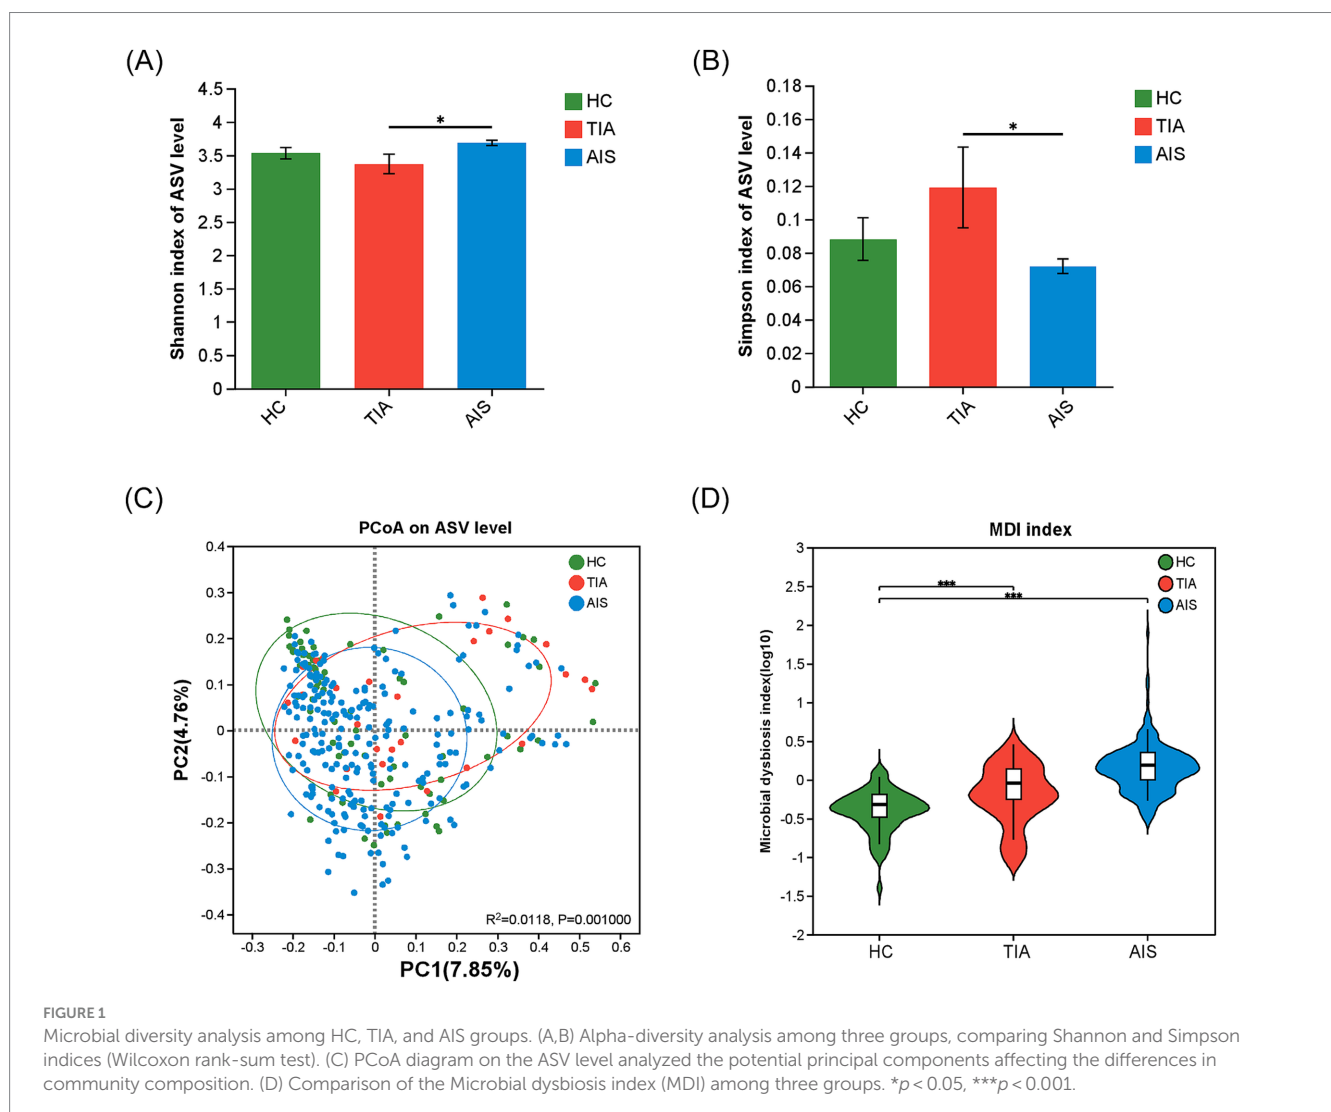 (A)
Shannon index of ASV level
4.5
4
3.5
3
2.5
2
1.5
1
0.5
0
*
HC
TIA
AIS
HC
TIA
AIS
(B)
Simpson index of ASV level
0.18
0.16
0.14
0.12
0.1
0.08
0.06
0.04
0.02
0
*
HC
TIA
AIS
HC
TIA
AIS
(C)
PCoA on ASV level
PC2(4.76%)
0.4
0.3
0.2
0.1
0
-0.1
-0.2
-0.3
-0.4
HC
TIA
AIS
R²=0.0118, P=0.001000
-0.3
-0.2
-0.1
0
0.1
0.2
0.3
0.4
0.5
0.6
PC1(7.85%)
(D)
MDI index
Microbial dysbiosis index(log10)
3
2.5
2
1.5
1
0.5
0
-0.5
-1
-1.5
-2
***
***
HC
TIA
AIS
HC
TIA
AIS
FIGURE 1
Microbial diversity analysis among HC, TIA, and AIS groups. (A,B) Alpha-diversity analysis among three groups, comparing Shannon and Simpson
indices (Wilcoxon rank-sum test). (C) PCoA diagram on the ASV level analyzed the potential principal components affecting the differences in
community composition. (D) Comparison of the Microbial dysbiosis index (MDI) among three groups. *p < 0.05, ***p < 0.001.